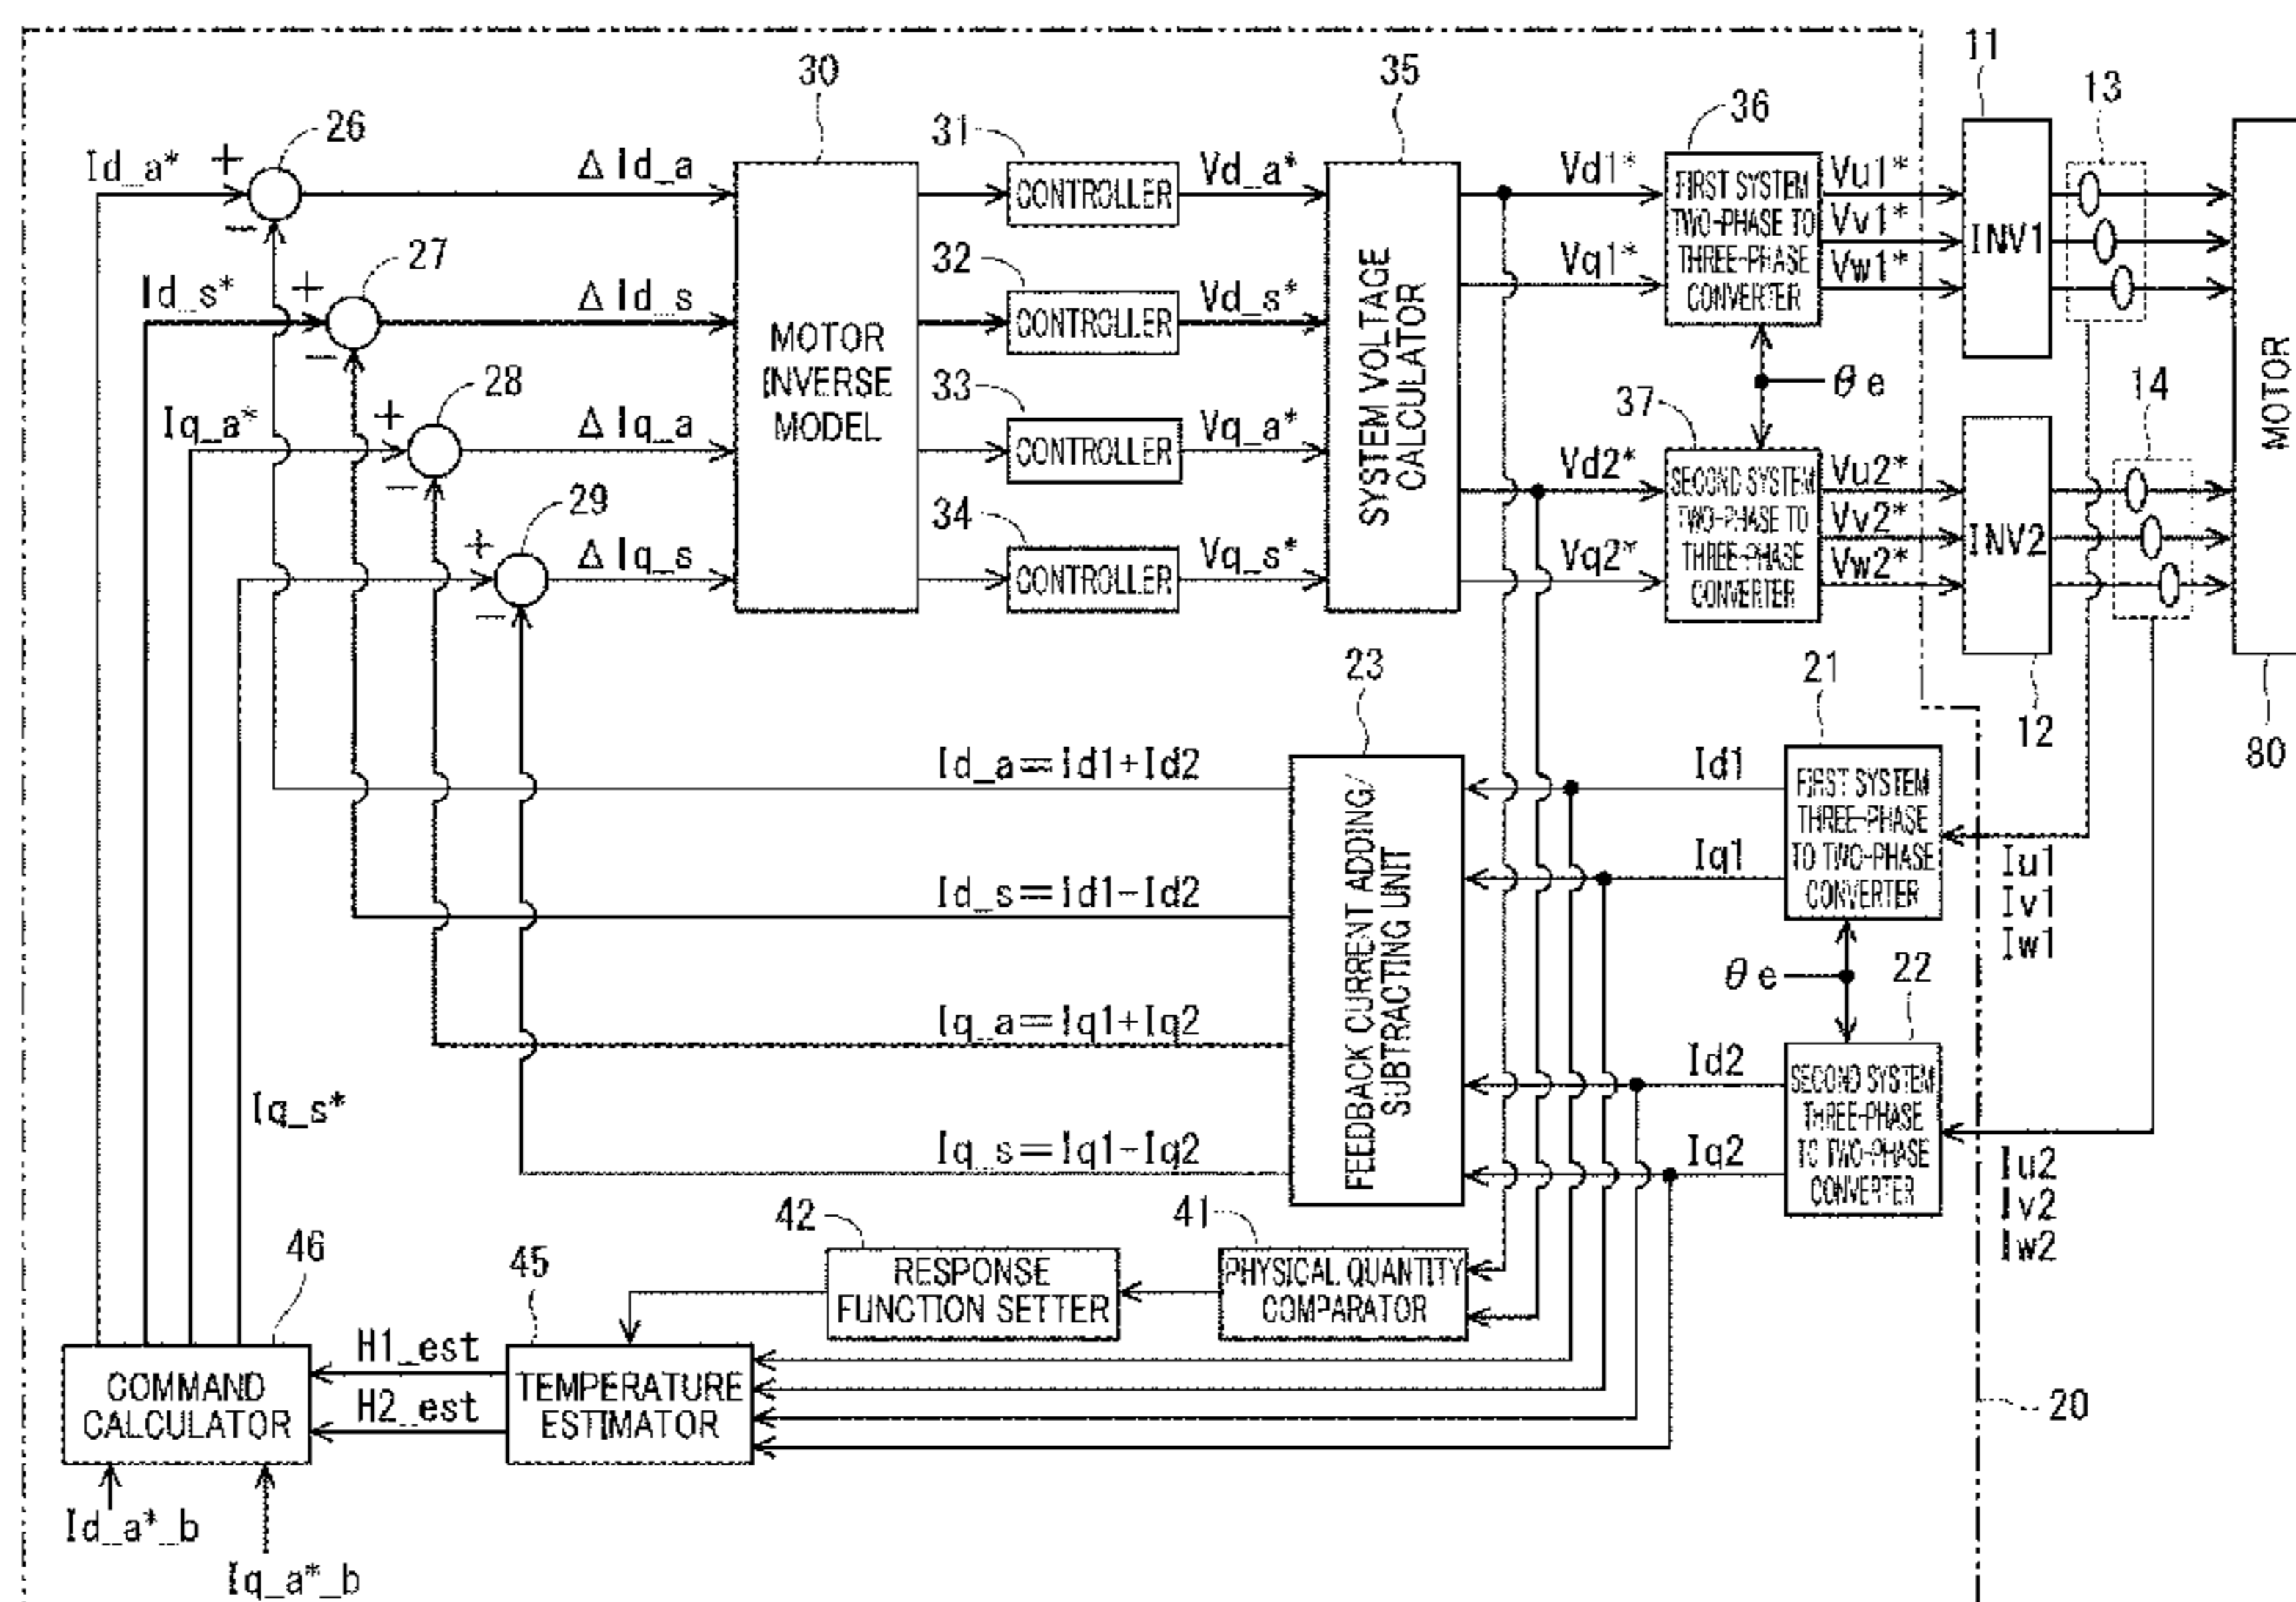 30
35
11
36
13
26
31
Id_a*
+
Δ Id_a
Vd_a*
Vd1*
Vu1*
CONTROLLER
FIRST SYSTEM
TWO-PHASE TO
THREE-PHASE
CONVERTER
Vv1*
INV1
−
27
32
Vq1*
Vw1*
Id_s*
+
Δ Id_s
Vd_s*
CONTROLLER
−
MOTOR
INVERSE
MODEL
SYSTEM VOLTAGE
CALCULATOR
MOTOR
28
33
θe
37
14
Iq_a*
+
Δ Iq_a
Vq_a*
CONTROLLER
−
Vd2*
Vu2*
SECOND SYSTEM
TWO-PHASE TO
THREE-PHASE
CONVERTER
29
34
Vv2*
INV2
+
Δ Iq_s
Vq_s*
Vq2*
Vw2*
CONTROLLER
−
23
21
12
80
Id_a=Id1+Id2
Id1
FIRST SYSTEM
THREE-PHASE
TO TWO-PHASE
CONVERTER
FEEDBACK CURRENT ADDING/
SUBTRACTING UNIT
Id_s=Id1-Id2
Iq1
Iu1
Iv1
Iw1
θe
22
Iq_a=Iq1+Iq2
Id2
SECOND SYSTEM
THREE-PHASE
TO TWO-PHASE
CONVERTER
Iq_s*
Iq_s=Iq1-Iq2
Iq2
Iu2
Iv2
Iw2
42
41
46
45
RESPONSE
FUNCTION SETTER
PHYSICAL QUANTITY
COMPARATOR
H1_est
COMMAND
CALCULATOR
TEMPERATURE
ESTIMATOR
H2_est
20
Id_a*_b
Iq_a*_b